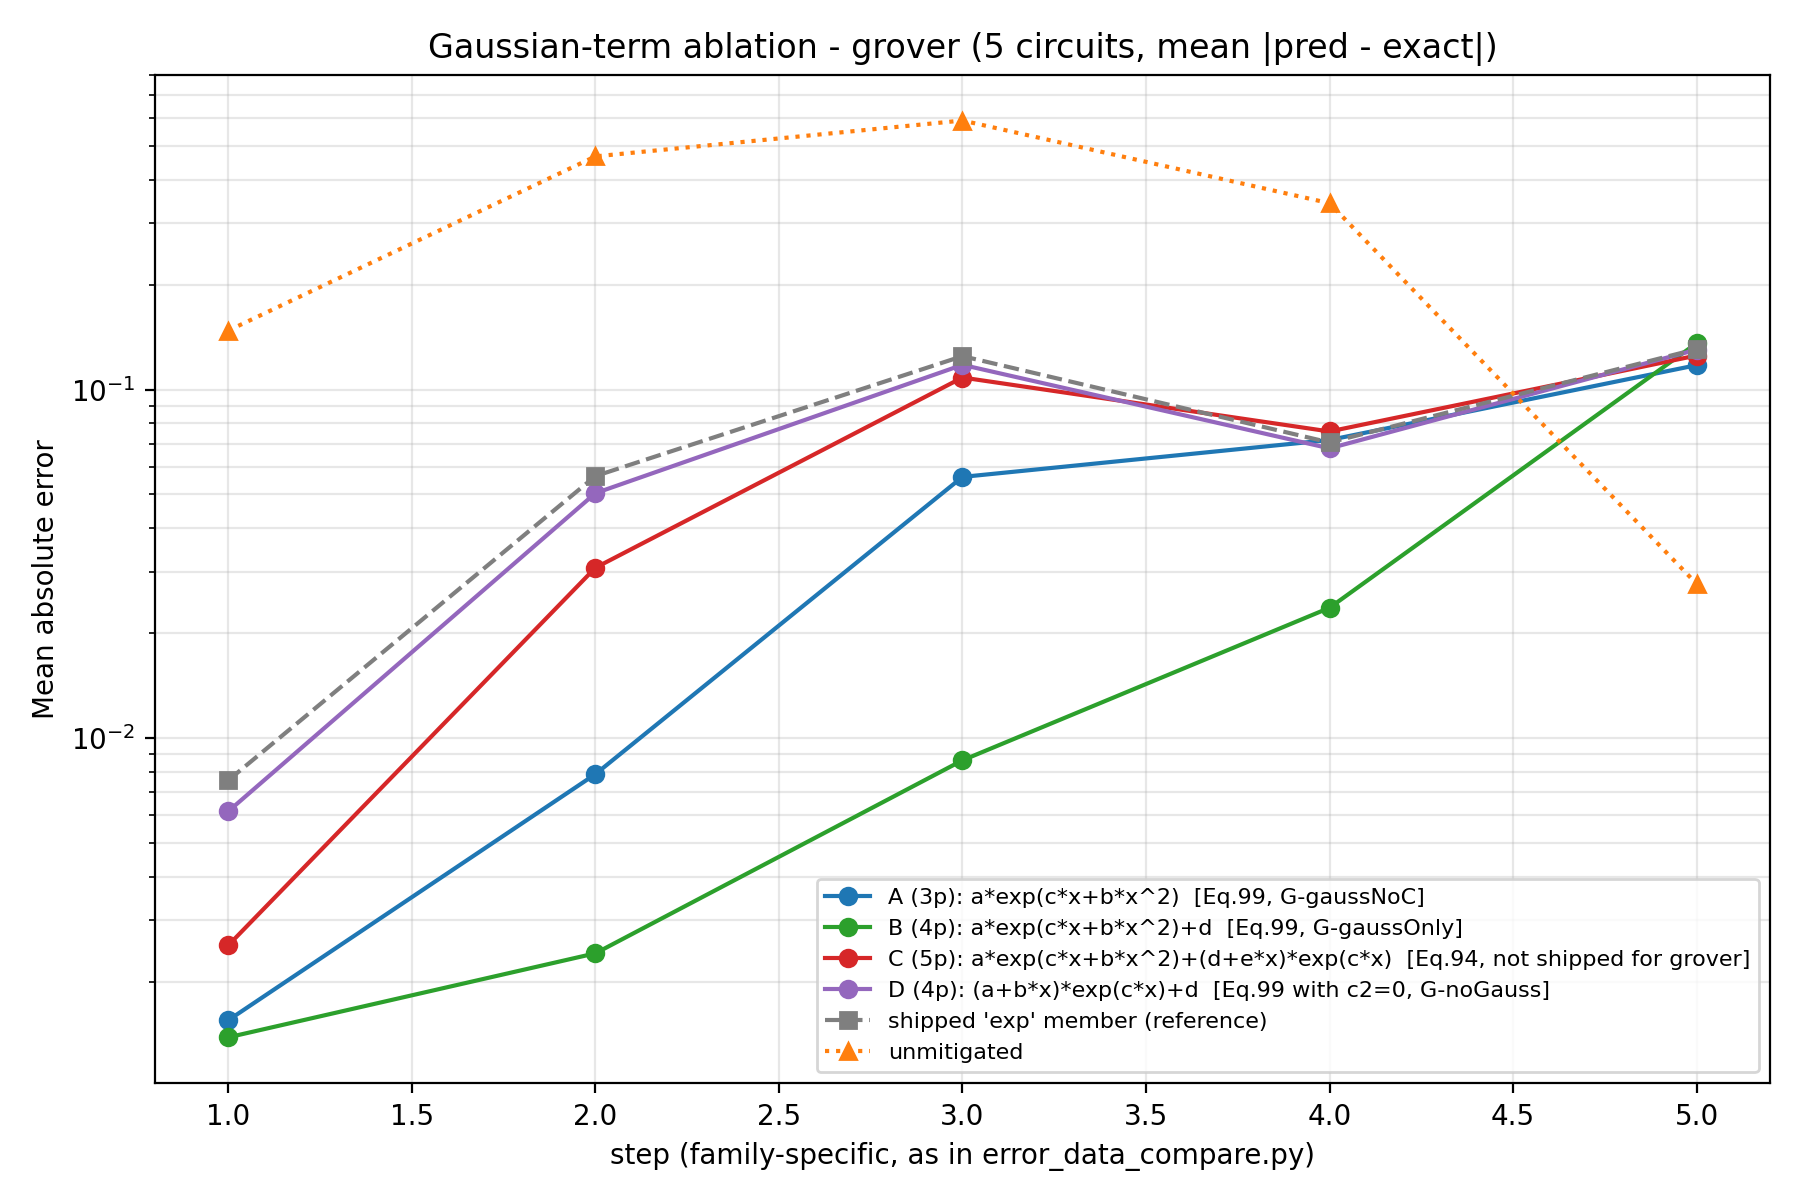 Gaussian-term ablation - grover (5 circuits, mean |pred - exact|)
Mean absolute error
10^-1
10^-2
A (3p): a*exp(c*x+b*x^2)  [Eq.99, G-gaussNoC]
B (4p): a*exp(c*x+b*x^2)+d  [Eq.99, G-gaussOnly]
C (5p): a*exp(c*x+b*x^2)+(d+e*x)*exp(c*x)  [Eq.94, not shipped for grover]
D (4p): (a+b*x)*exp(c*x)+d  [Eq.99 with c2=0, G-noGauss]
shipped 'exp' member (reference)
unmitigated
1.0 1.5 2.0 2.5 3.0 3.5 4.0 4.5 5.0
step (family-specific, as in error_data_compare.py)